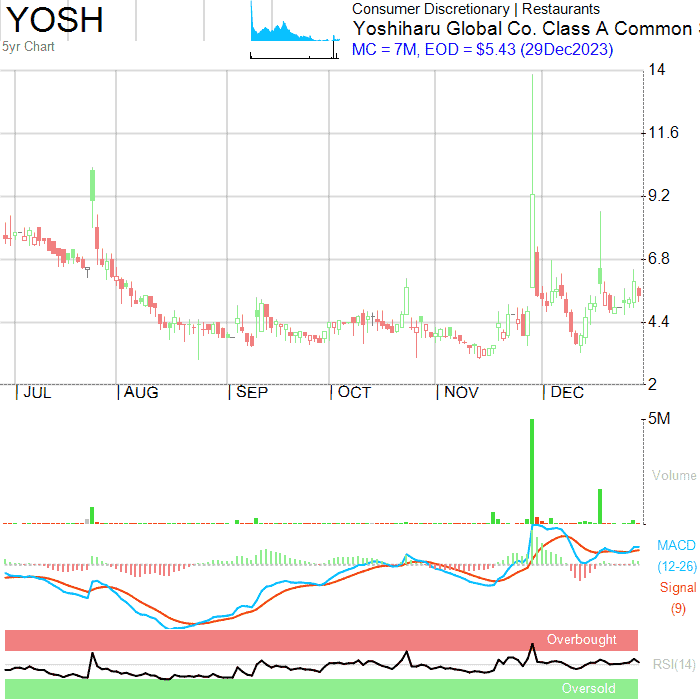 YOSH
5yr Chart
Consumer Discretionary | Restaurants
Yoshiharu Global Co. Class A Common
MC = 7M, EOD = $5.43 (29Dec2023)
14
11.6
9.2
6.8
4.4
2
JUL AUG SEP OCT NOV DEC
5M
Volume
MACD
(12-26)
Signal
(9)
Overbought
RSI(14)
Oversold